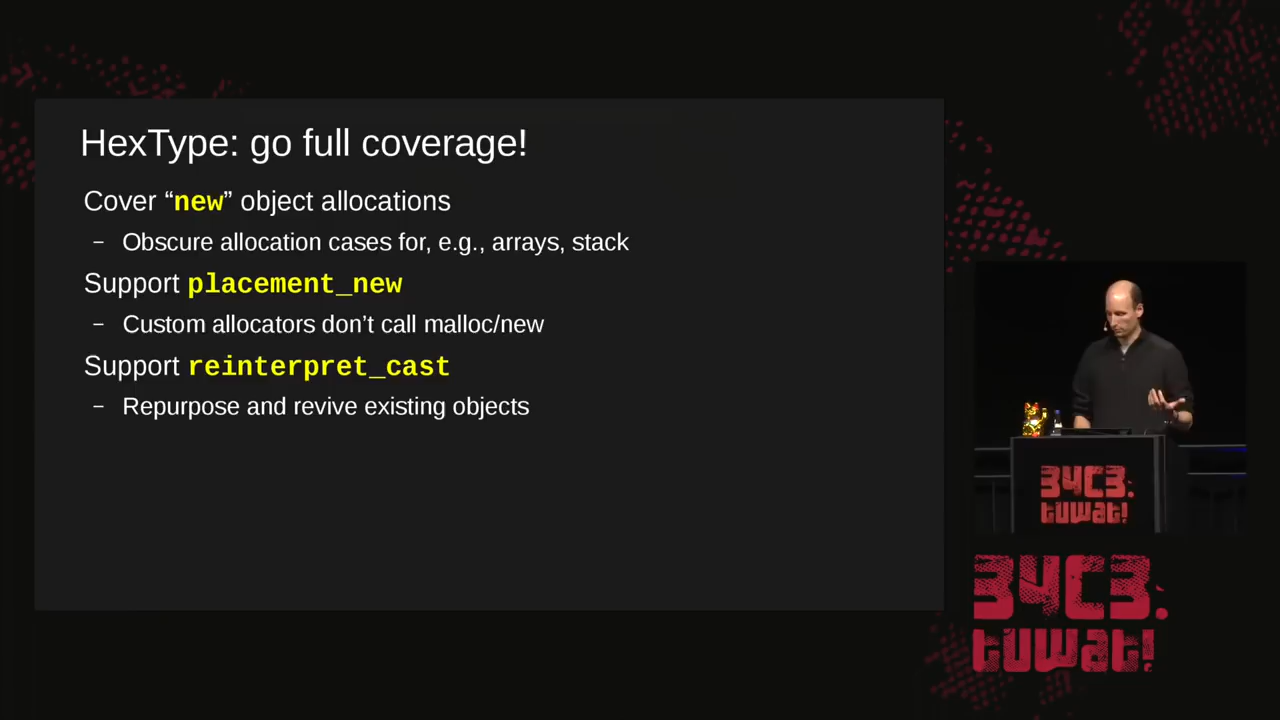 HexType: go full coverage!
Cover “new” object allocations
– Obscure allocation cases for, e.g., arrays, stack
Support placement_new
– Custom allocators don’t call malloc/new
Support reinterpret_cast
– Repurpose and revive existing objects
34C3.
tuwat!
34C3.
tuwat!